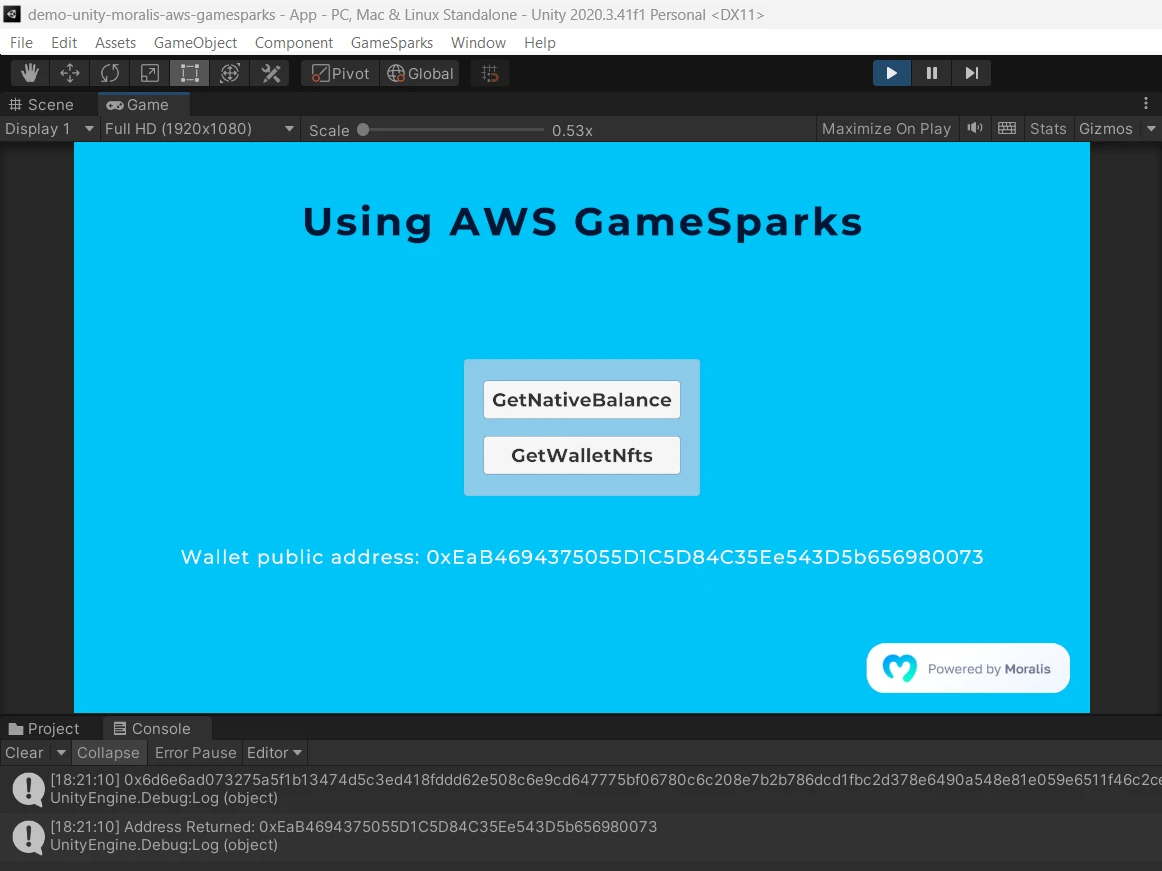 demo-unity-moralis-aws-gamesparks - App - PC, Mac & Linux Standalone - Unity 2020.3.41f1 Personal <DX11>
File Edit Assets GameObject Component GameSparks Window Help
Pivot Global
Scene Game
Display 1 Full HD (1920x1080) Scale 0.53x Maximize On Play Stats Gizmos
Using AWS GameSparks
GetNativeBalance
GetWalletNfts
Wallet public address: 0xEaB4694375055D1C5D84C35Ee543D5b656980073
Powered by Moralis
Project Console
Clear Collapse Error Pause Editor
[18:21:10] 0x6d6e6ad073275a5f1b13474d5c3ed418fddd62e508c6e9cd647775bf06780c6c208e7b2b786dcd1fbc2d378e6490a548e81e059e6511f46c2ce
UnityEngine.Debug:Log (object)
[18:21:10] Address Returned: 0xEaB4694375055D1C5D84C35Ee543D5b656980073
UnityEngine.Debug:Log (object)